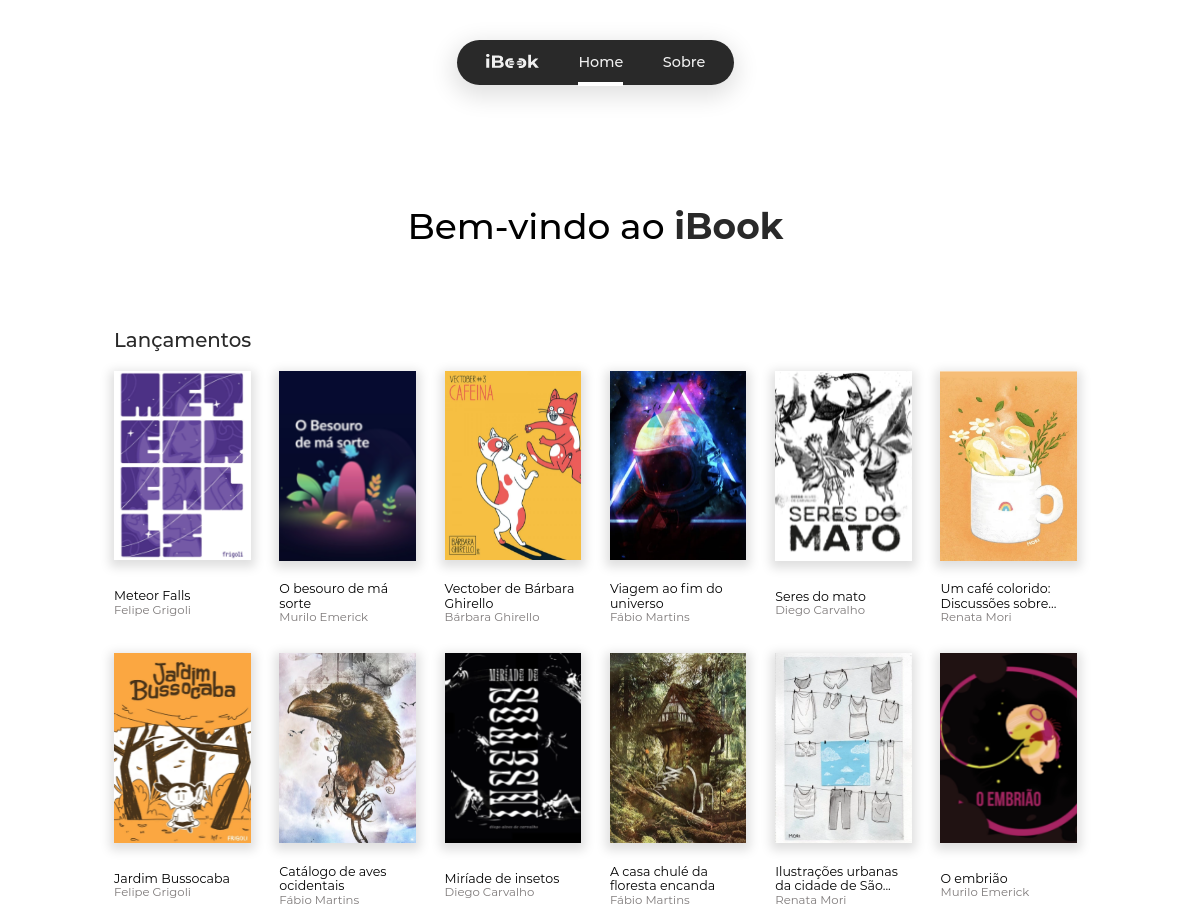 iBook Home Sobre
Bem-vindo ao iBook
Lançamentos
MET
EOR
FAL
LS
frigoli
O Besouro
de má sorte
VECTOBER #3
CAFEÍNA
BÁRBARA
GHIRELLO
SERES DO
MATO
MORI
Meteor Falls
Felipe Grigoli
O besouro de má
sorte
Murilo Emerick
Vectober de Bárbara
Ghirello
Bárbara Ghirello
Viagem ao fim do
universo
Fábio Martins
Seres do mato
Diego Carvalho
Um café colorido:
Discussões sobre...
Renata Mori
Jardim
Bussocaba
FRIGOLI
MIRÍADE DE
INSETOS
MORI
O EMBRIÃO
Jardim Bussocaba
Felipe Grigoli
Catálogo de aves
ocidentais
Fábio Martins
Miríade de insetos
Diego Carvalho
A casa chulé da
floresta encanda
Fábio Martins
Ilustrações urbanas
da cidade de São...
Renata Mori
O embrião
Murilo Emerick